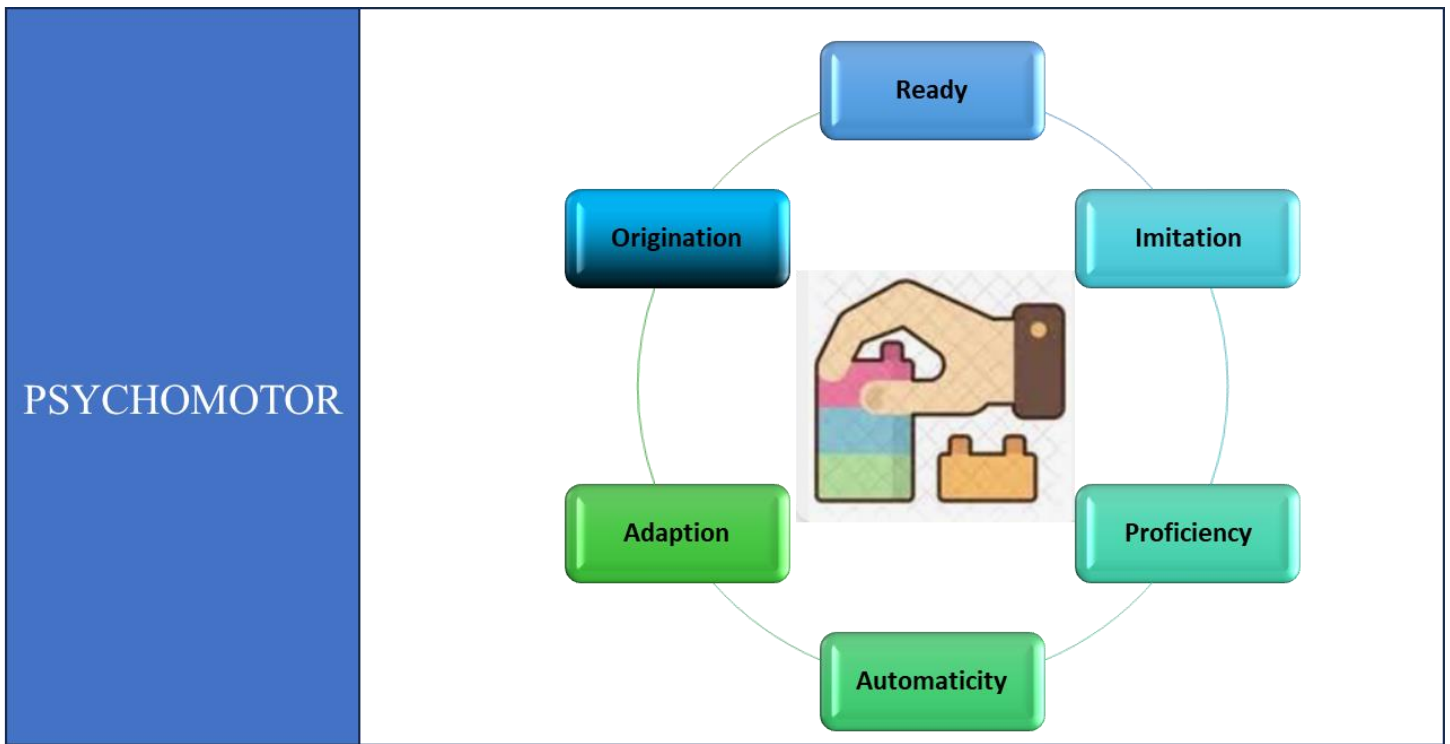 PSYCHOMOTOR
Ready
Imitation
Proficiency
Automaticity
Adaption
Origination